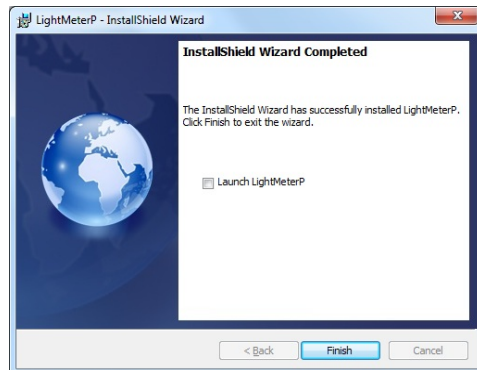 LightMeterP - InstallShield Wizard
InstallShield Wizard Completed
The InstallShield Wizard has successfully installed LightMeterP.
Click Finish to exit the wizard.
Launch LightMeterP
< Back
Finish
Cancel